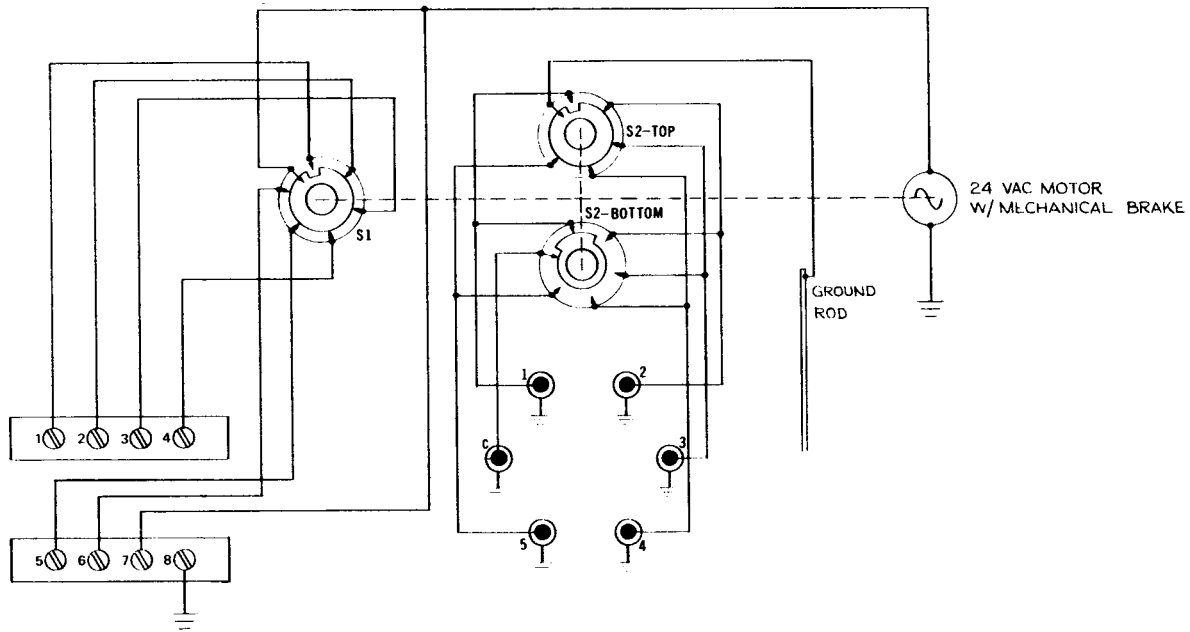 S2-TOP
S1
S2-BOTTOM
24 VAC MOTOR
W/ MECHANICAL BRAKE
GROUND
ROD
1 2
C 3
5 4
1 2 3 4
5 6 7 8